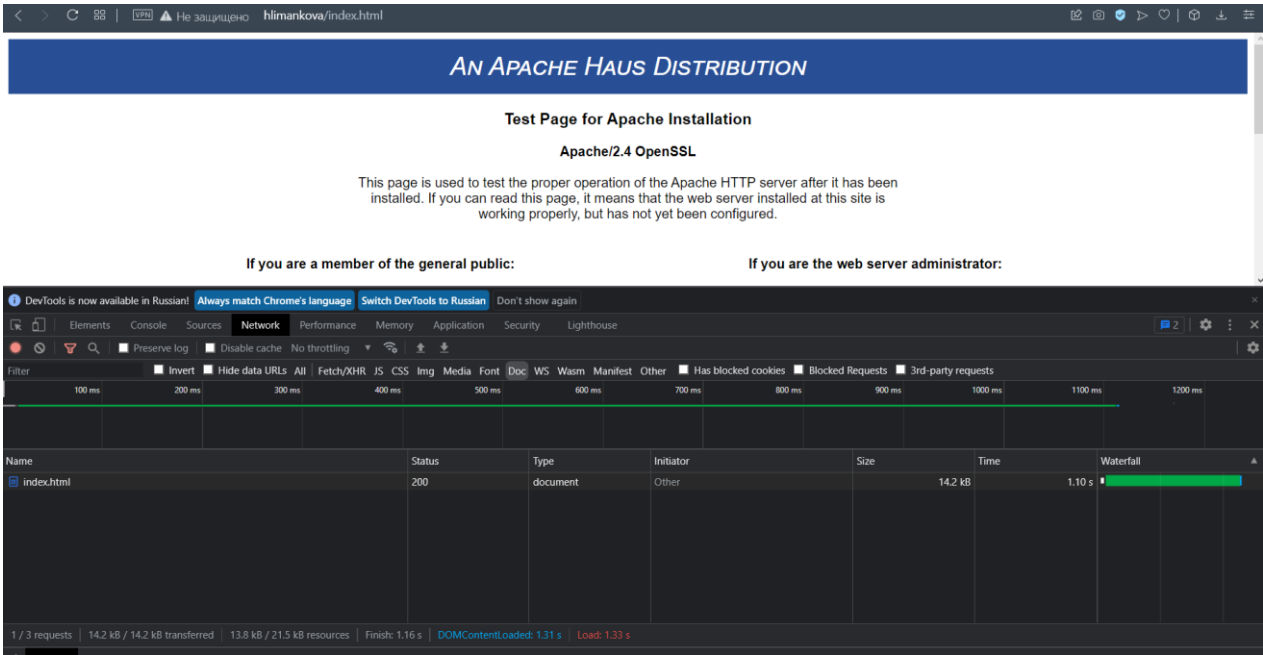 VPN Не защищено hlimankova/index.html
AN APACHE HAUS DISTRIBUTION
Test Page for Apache Installation
Apache/2.4 OpenSSL
This page is used to test the proper operation of the Apache HTTP server after it has been
installed. If you can read this page, it means that the web server installed at this site is
working properly, but has not yet been configured.
If you are a member of the general public: If you are the web server administrator:
DevTools is now available in Russian! Always match Chrome's language Switch DevTools to Russian Don't show again
Elements Console Sources Network Performance Memory Application Security Lighthouse 2
Preserve log Disable cache No throttling
Filter Invert Hide data URLs All Fetch/XHR JS CSS Img Media Font Doc WS Wasm Manifest Other Has blocked cookies Blocked Requests 3rd-party requests
100 ms 200 ms 300 ms 400 ms 500 ms 600 ms 700 ms 800 ms 900 ms 1000 ms 1100 ms 1200 ms
Name Status Type Initiator Size Time Waterfall
index.html 200 document Other 14.2 kB 1.10 s
1 / 3 requests 14.2 kB / 14.2 kB transferred 13.8 kB / 21.5 kB resources Finish: 1.16 s DOMContentLoaded: 1.31 s Load: 1.33 s